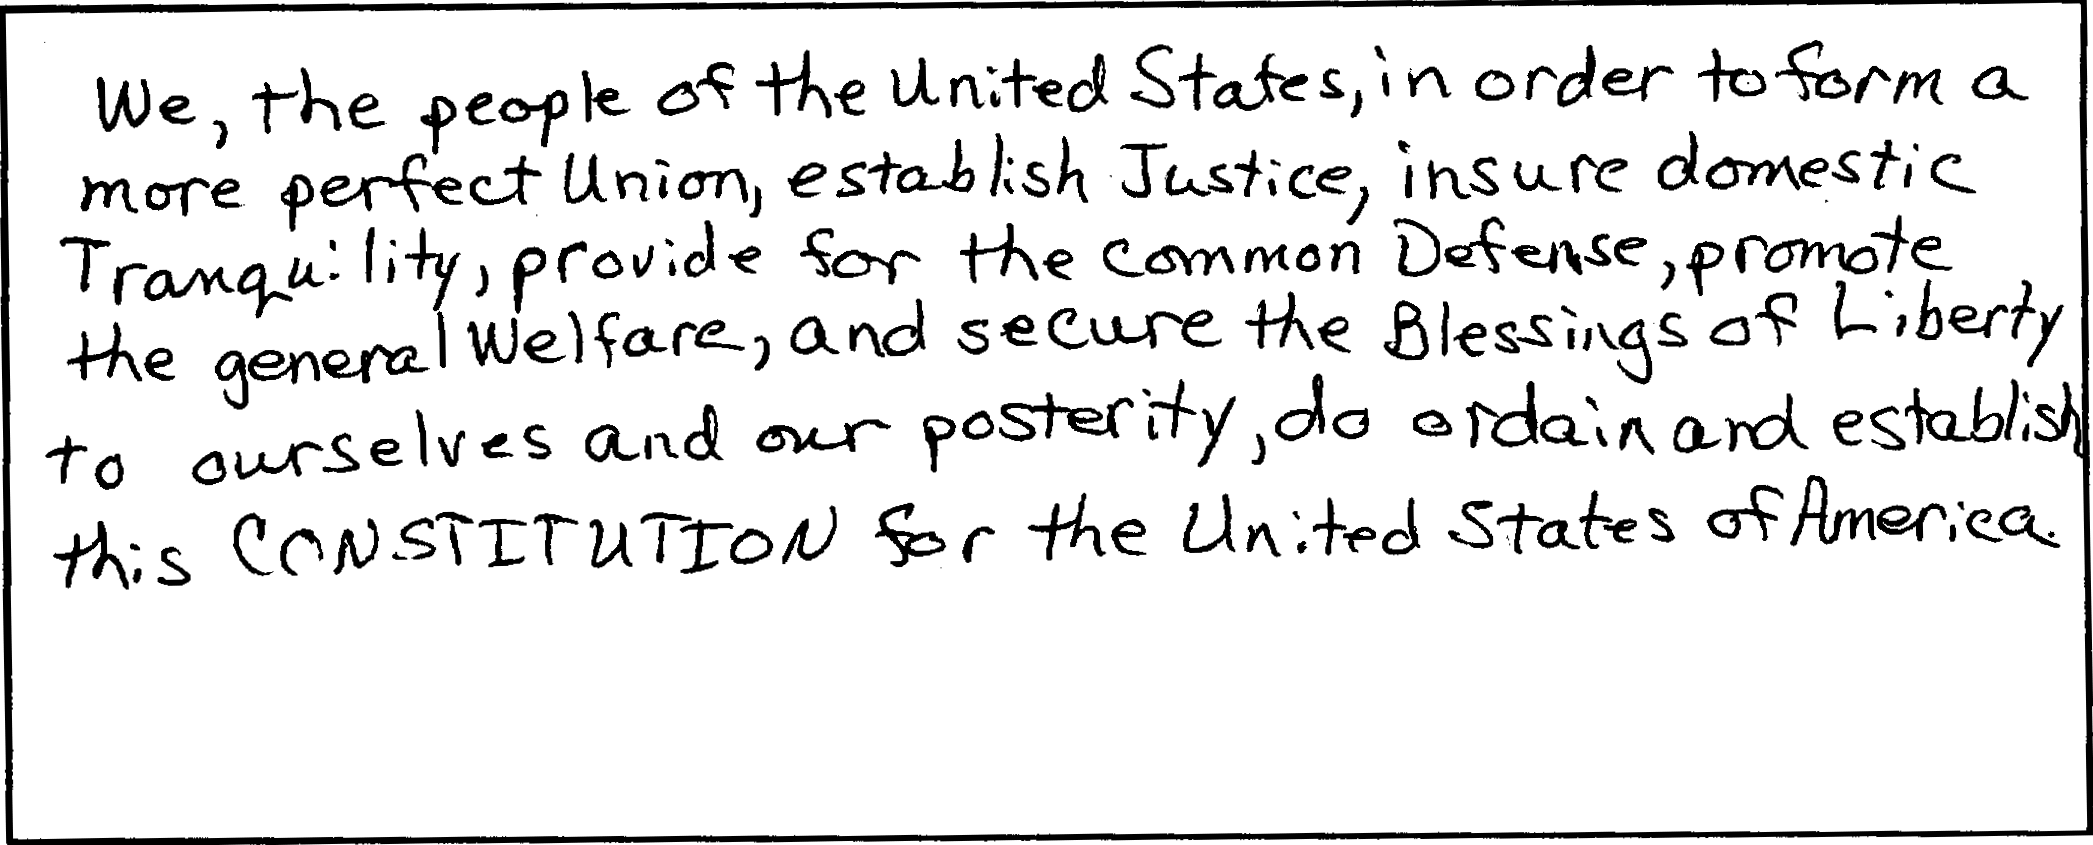 We, the people of the United States, in order to form a
more perfect Union, establish Justice, insure domestic
Tranquility, provide for the common Defense, promote
the general Welfare, and secure the Blessings of Liberty
to ourselves and our posterity, do ordain and establish
this CONSTITUTION for the United States of America.